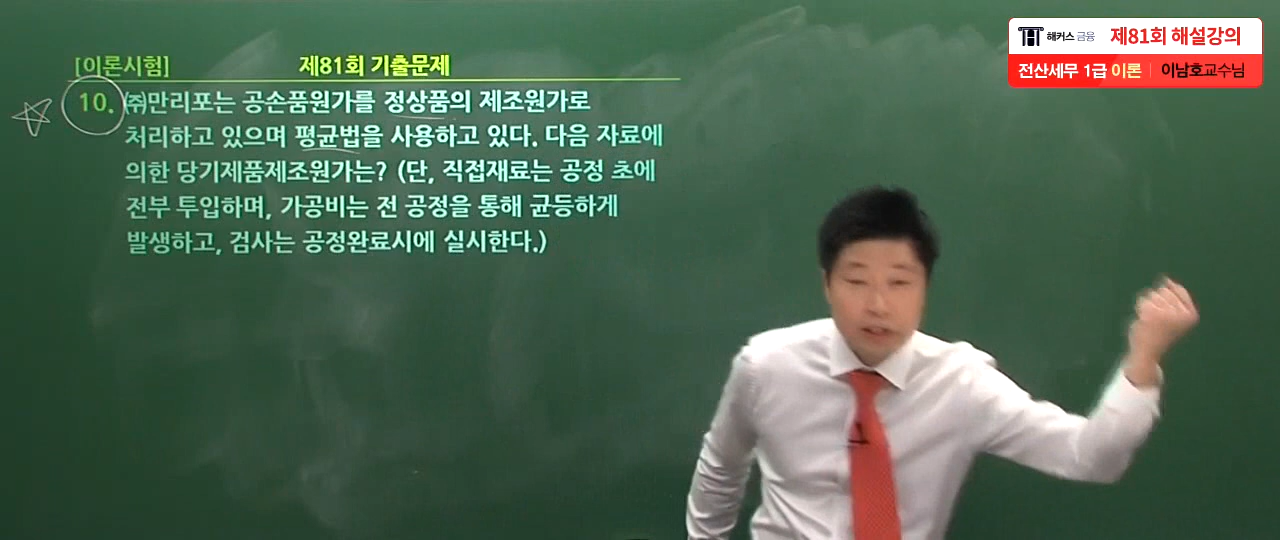 해커스 금융 제81회 해설강의
전산세무 1급 이론 | 이남호교수님
[이론시험] 제81회 기출문제
10. ㈜만리포는 공손품원가를 정상품의 제조원가로
처리하고 있으며 평균법을 사용하고 있다. 다음 자료에
의한 당기제품제조원가는? (단, 직접재료는 공정 초에
전부 투입하며, 가공비는 전 공정을 통해 균등하게
발생하고, 검사는 공정완료시에 실시한다.)